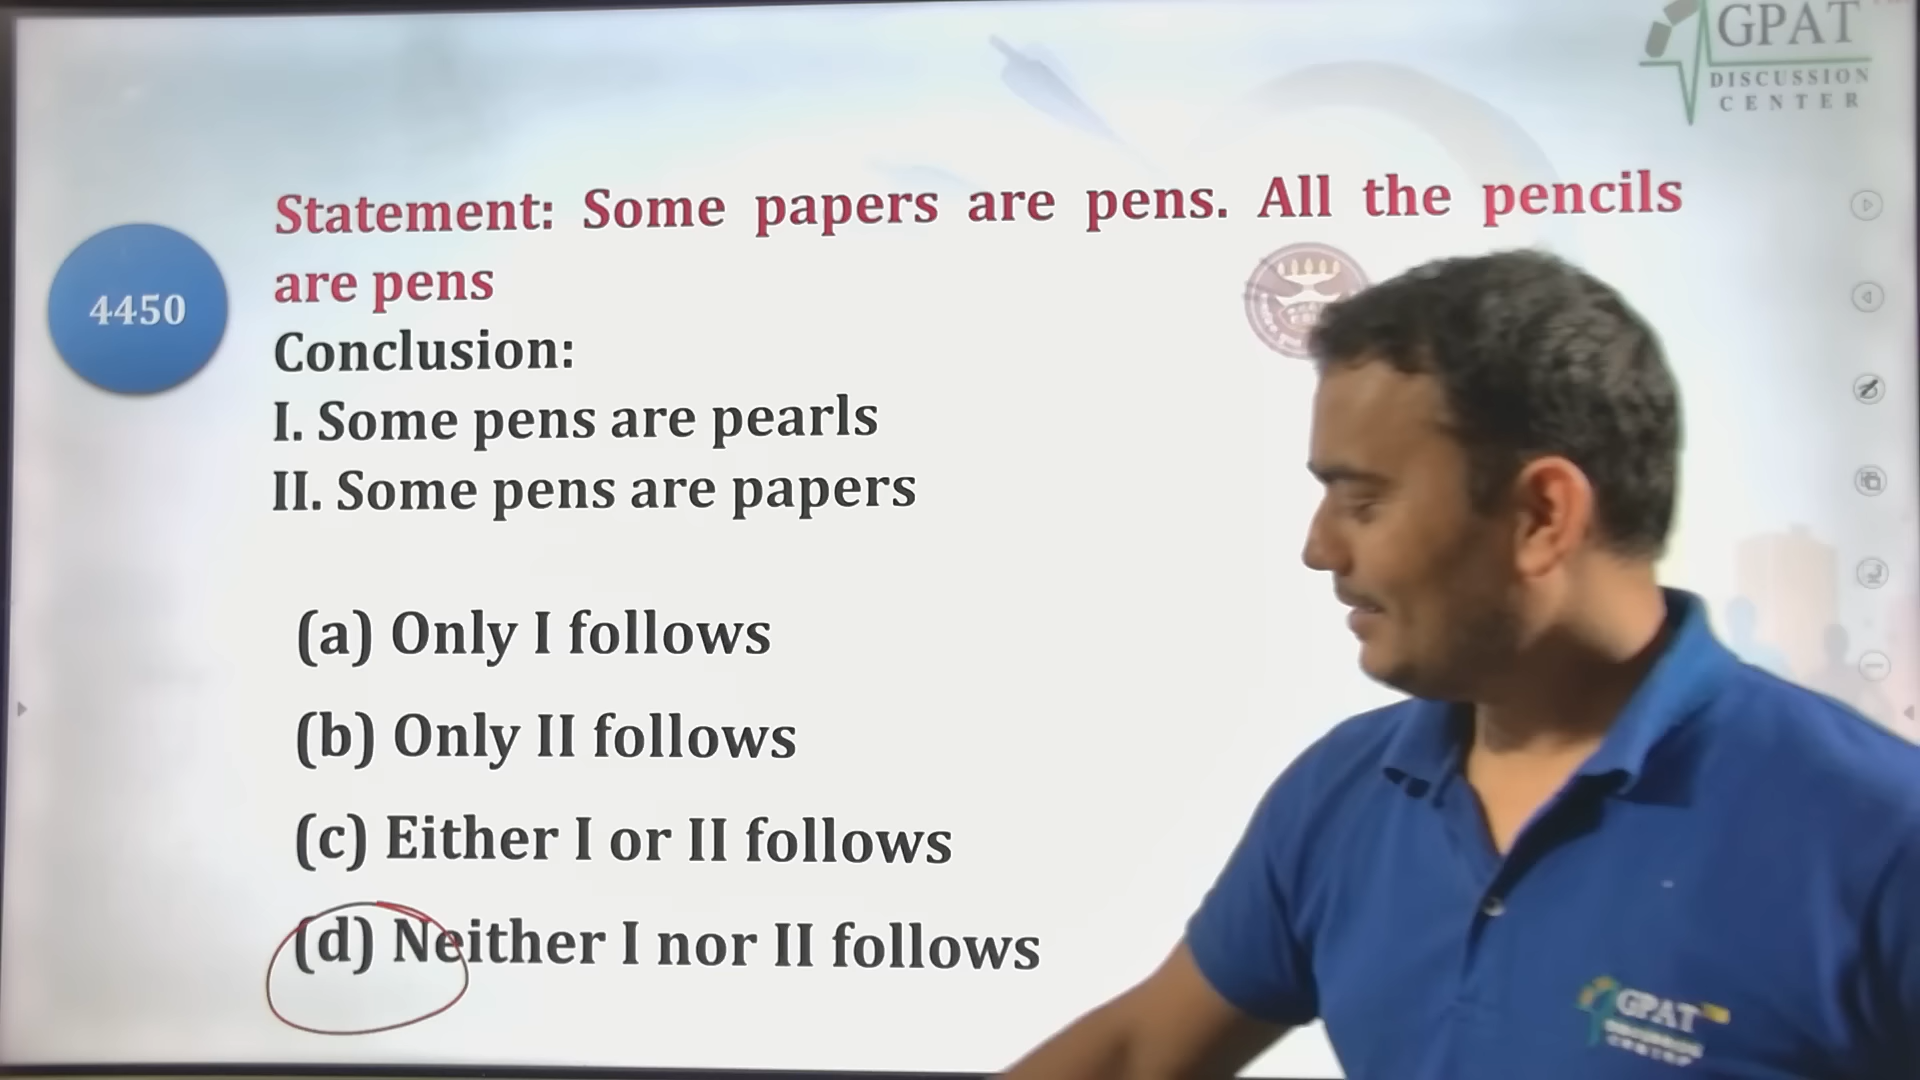 GPAT
DISCUSSION
CENTER
Statement: Some papers are pens. All the pencils
are pens
4450
Conclusion:
I. Some pens are pearls
II. Some pens are papers
(a) Only I follows
(b) Only II follows
(c) Either I or II follows
(d) Neither I nor II follows
GPAT